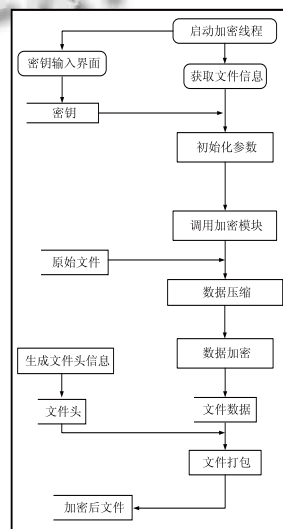 启动加密线程
密钥输入界面
获取文件信息
密钥
初始化参数
调用加密模块
原始文件
数据压缩
生成文件头信息
数据加密
文件头
文件数据
文件打包
加密后文件